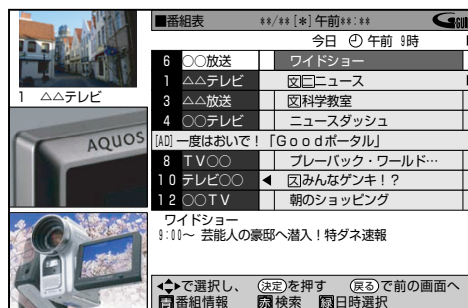 ■番組表 **/**[*]午前**:** GGUI
今日 午前 9時
6 ○○放送 ワイドショー
1 △△テレビ 文二ニュース
3 △△放送 文科学教室
4 ○○テレビ ニュースダッシュ
[AD]一度はおいで！「Ｇｏｏｄポータル」
8 ＴＶ○○ プレーバック・ワールド…
10 テレビ○○ ◀ 又みんなゲンキ！？
12 ○○ＴＶ 朝のショッピング
ワイドショー
9:00～ 芸能人の豪邸へ潜入！特ダネ速報
で選択し、 決定を押す 戻るで前の画面へ
青番組情報 赤検索 緑日時選択
1 △△テレビ
AQUOS